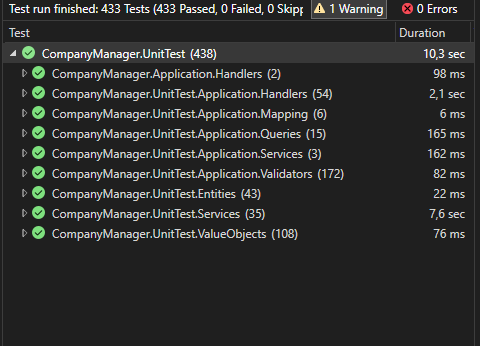 Test run finished: 433 Tests (433 Passed, 0 Failed, 0 Skipp 1 Warning 0 Errors
Test Duration
CompanyManager.UnitTest (438) 10,3 sec
CompanyManager.Application.Handlers (2) 98 ms
CompanyManager.UnitTest.Application.Handlers (54) 2,1 sec
CompanyManager.UnitTest.Application.Mapping (6) 6 ms
CompanyManager.UnitTest.Application.Queries (15) 165 ms
CompanyManager.UnitTest.Application.Services (3) 162 ms
CompanyManager.UnitTest.Application.Validators (172) 82 ms
CompanyManager.UnitTest.Entities (43) 22 ms
CompanyManager.UnitTest.Services (35) 7,6 sec
CompanyManager.UnitTest.ValueObjects (108) 76 ms